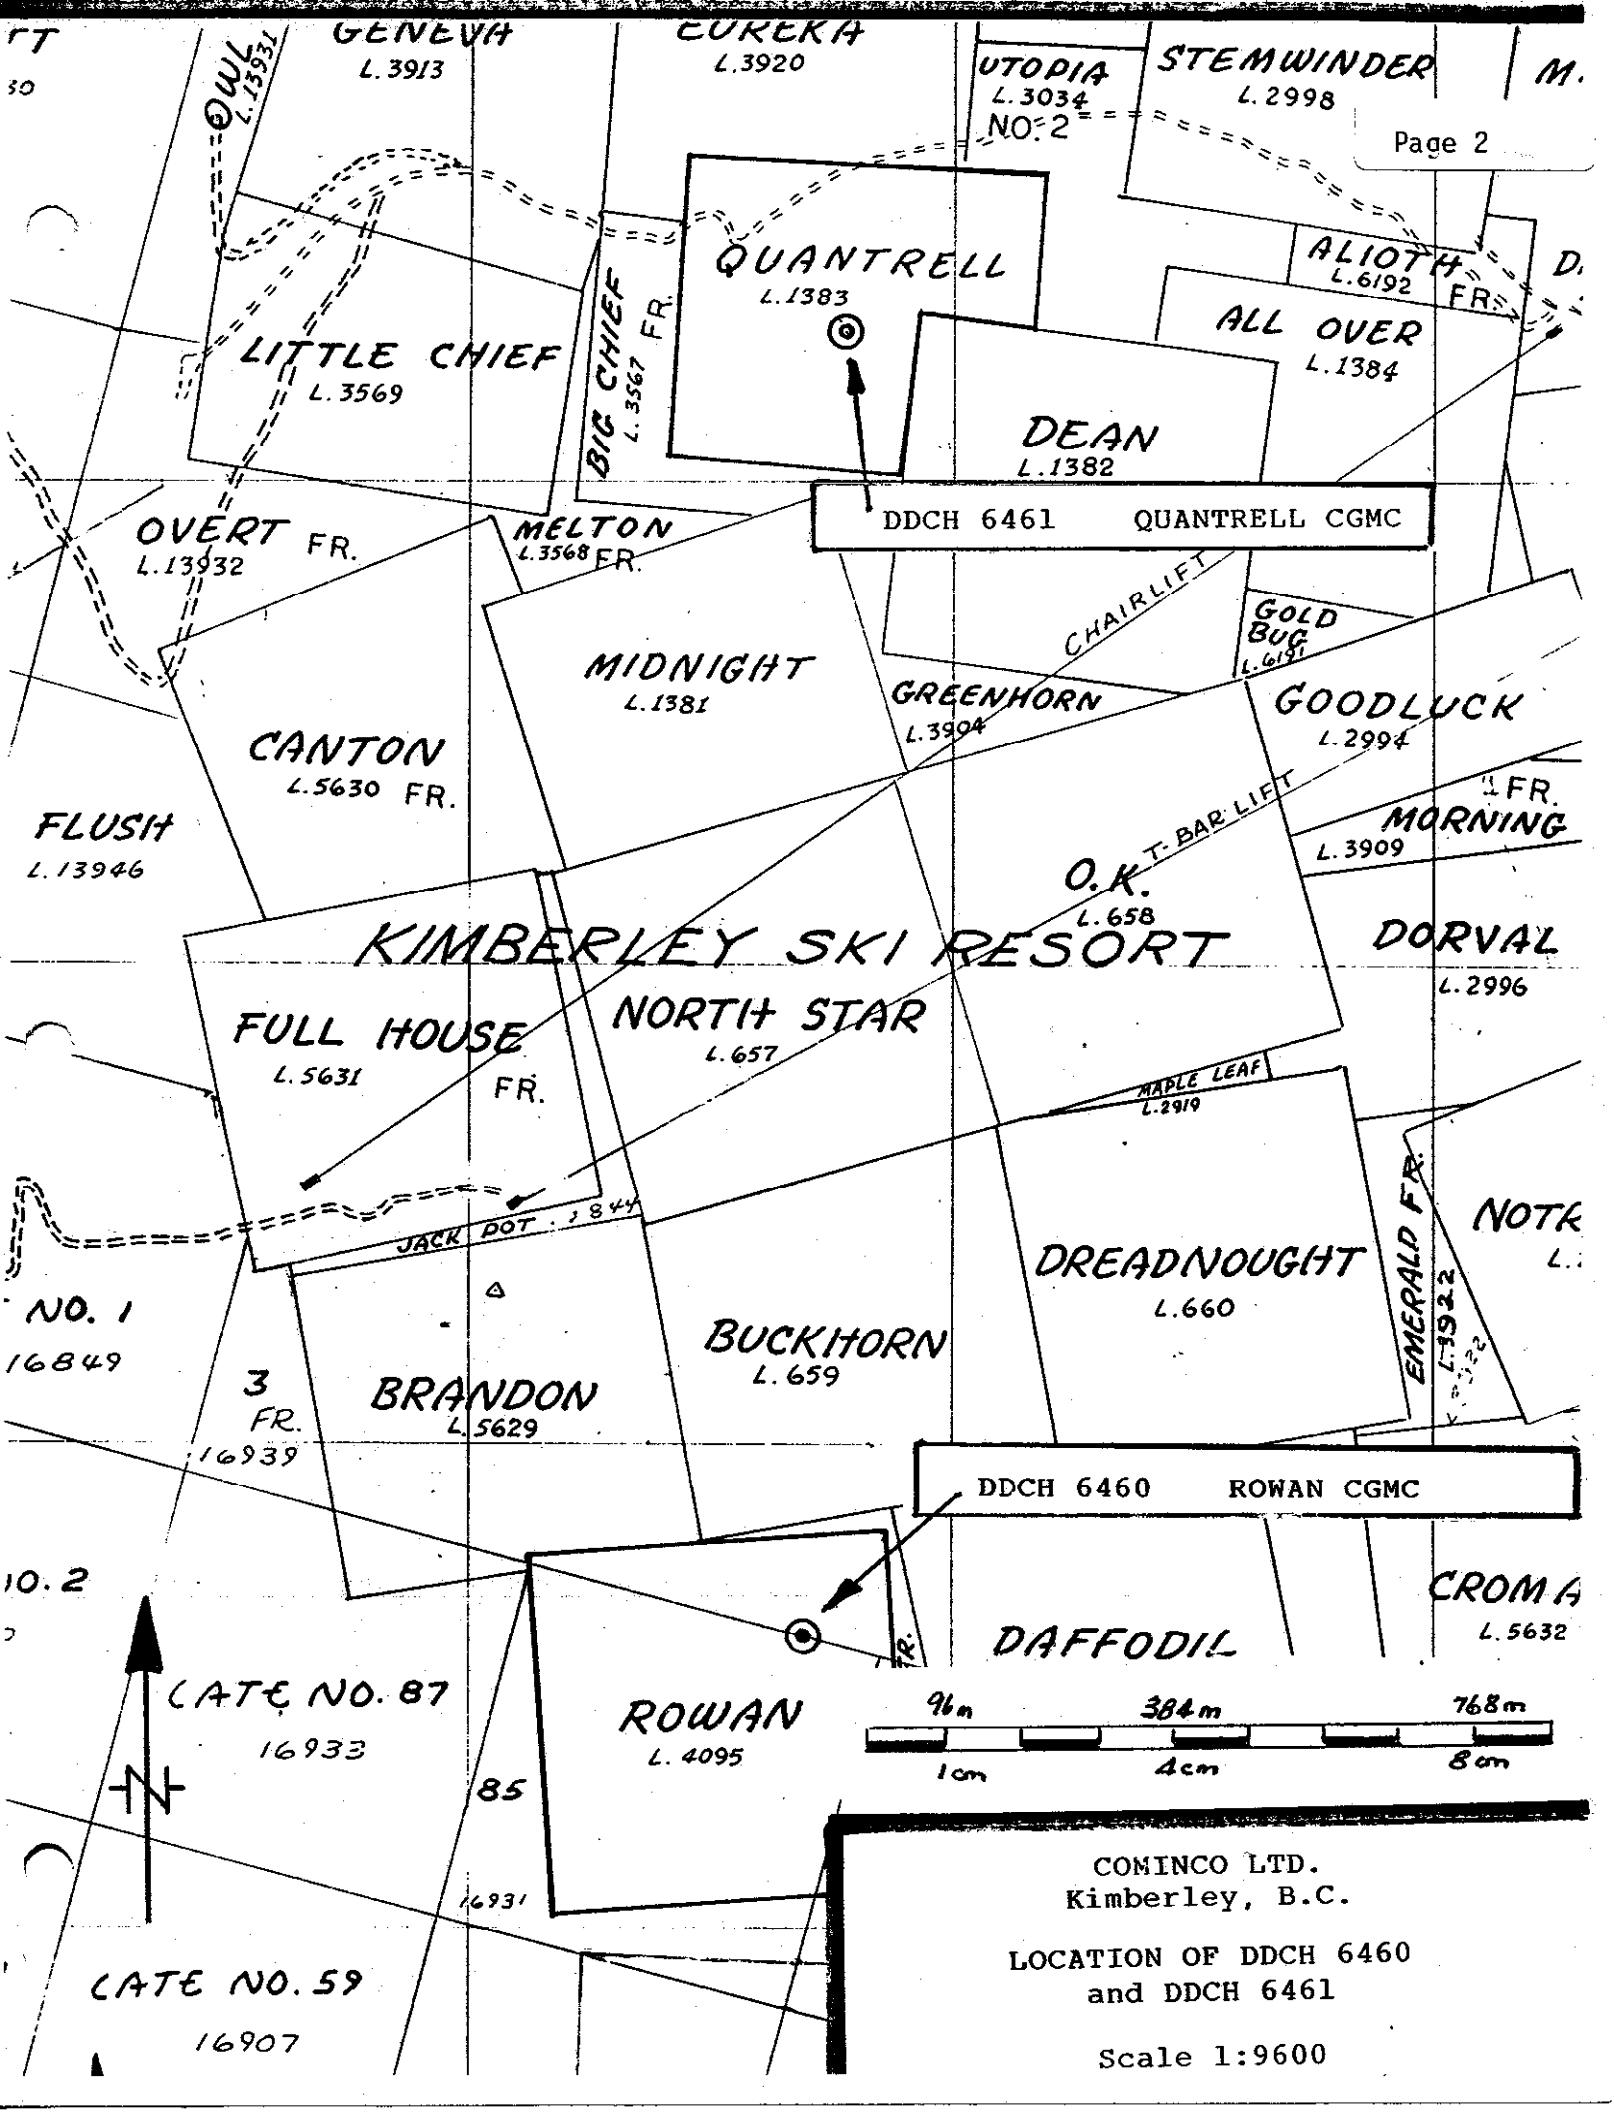 GENEVA
L.3913
EUREKA
L.3920
OWL
L.13931
UTOPIA
L.3034
NO. 2
STEMWINDER
L.2998
M.
Page 2
30
QUANTRELL
L.1383
ALIOTH
L.6192 FR.
ALL OVER
L.1384
LITTLE CHIEF
L.3569
BIG CHIEF FR.
L.3567
DEAN
L.1382
DDCH 6461 QUANTRELL CGMC
OVERT FR.
L.13932
MELTON
L.3568 FR.
CHAIRLIFT
GOLD
BUG
L.6191
MIDNIGHT
L.1381
GREENHORN
L.3904
GOODLUCK
L.2994
CANTON
L.5630 FR.
T-BAR LIFT
FR.
MORNING
L.3909
FLUSH
L.13946
O.K.
L.658
KIMBERLEY SKI RESORT
DORVAL
L.2996
FULL HOUSE
L.5631 FR.
NORTH STAR
L.657
MAPLE LEAF
L.2919
JACK POT
EMERALD FR.
L.3922
DREADNOUGHT
L.660
NO. 1
16849
BUCKHORN
L.659
3
FR.
16939
BRANDON
L.5629
DDCH 6460 ROWAN CGMC
CROMA
L.5632
DAFFODIL
FR.
CATE NO. 87
16933
N
ROWAN
L.4095
96m 384m 768m
1cm 4cm 8cm
85
16931
CATE NO. 59
16907
COMINCO LTD.
Kimberley, B.C.
LOCATION OF DDCH 6460
and DDCH 6461
Scale 1:9600